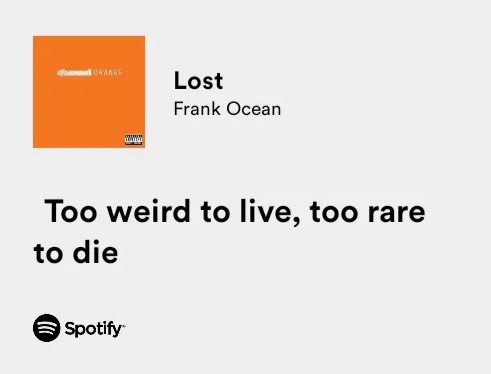 channel ORANGE
Lost
Frank Ocean
Too weird to live, too rare
to die
Spotify